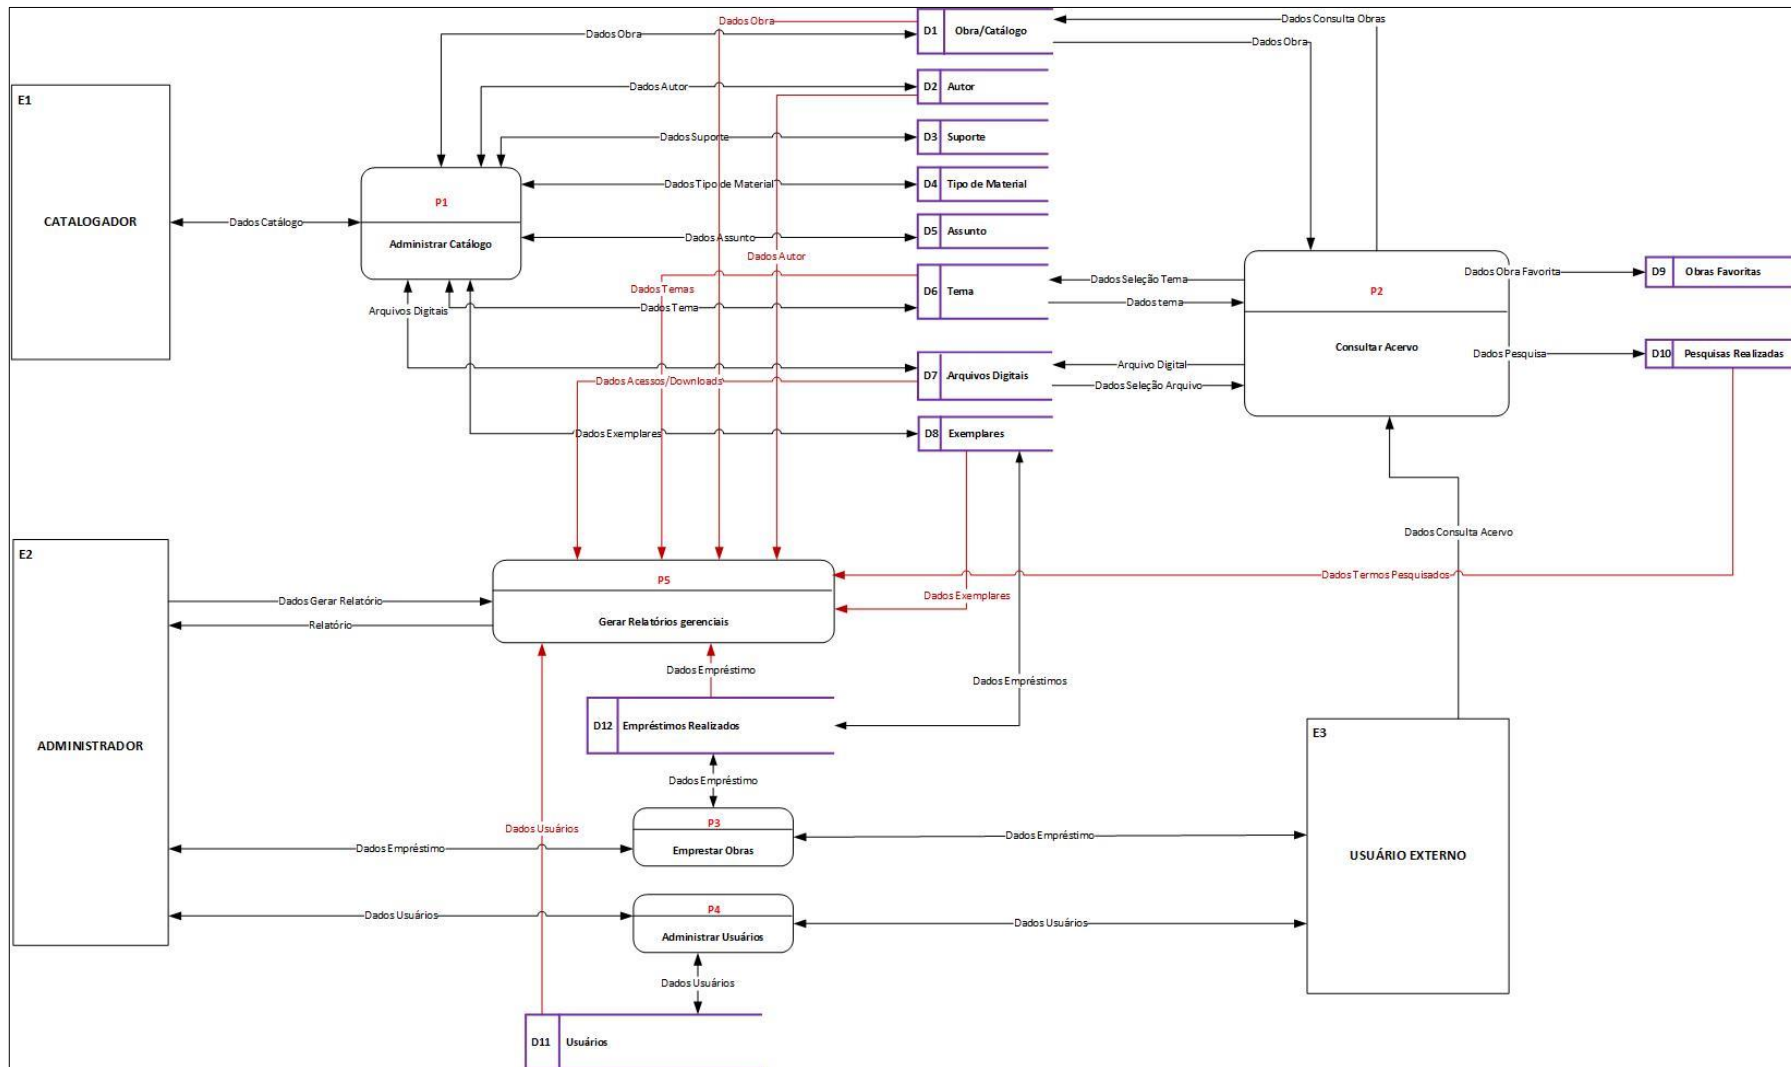 Dados Obra
Dados Consulta Obras
Dados Obra
D1 Obra/Catálogo
Dados Obra
E1
Dados Autor
D2 Autor
Dados Suporte
D3 Suporte
P1
Dados Tipo de Material
D4 Tipo de Material
CATALOGADOR
Dados Catálogo
Administrar Catálogo
Dados Assunto
D5 Assunto
Dados Autor
Dados Obra Favorita
D9 Obras Favoritas
Dados Seleção Tema
Dados Temas
D6 Tema
P2
Dados tema
Arquivos Digitais
Dados Tema
Consultar Acervo
Dados Pesquisa
D10 Pesquisas Realizadas
Arquivo Digital
D7 Arquivos Digitais
Dados Acessos/Downloads
Dados Seleção Arquivo
Dados Exemplares
D8 Exemplares
Dados Consulta Acervo
E2
P5
Dados Termos Pesquisados
Dados Gerar Relatório
Dados Exemplares
Relatório
Gerar Relatórios gerenciais
Dados Empréstimo
Dados Empréstimos
D12 Empréstimos Realizados
E3
ADMINISTRADOR
Dados Empréstimo
P3
Dados Usuários
Dados Empréstimo
Dados Empréstimo
Emprestar Obras
USUÁRIO EXTERNO
P4
Dados Usuários
Dados Usuários
Administrar Usuários
Dados Usuários
D11 Usuários